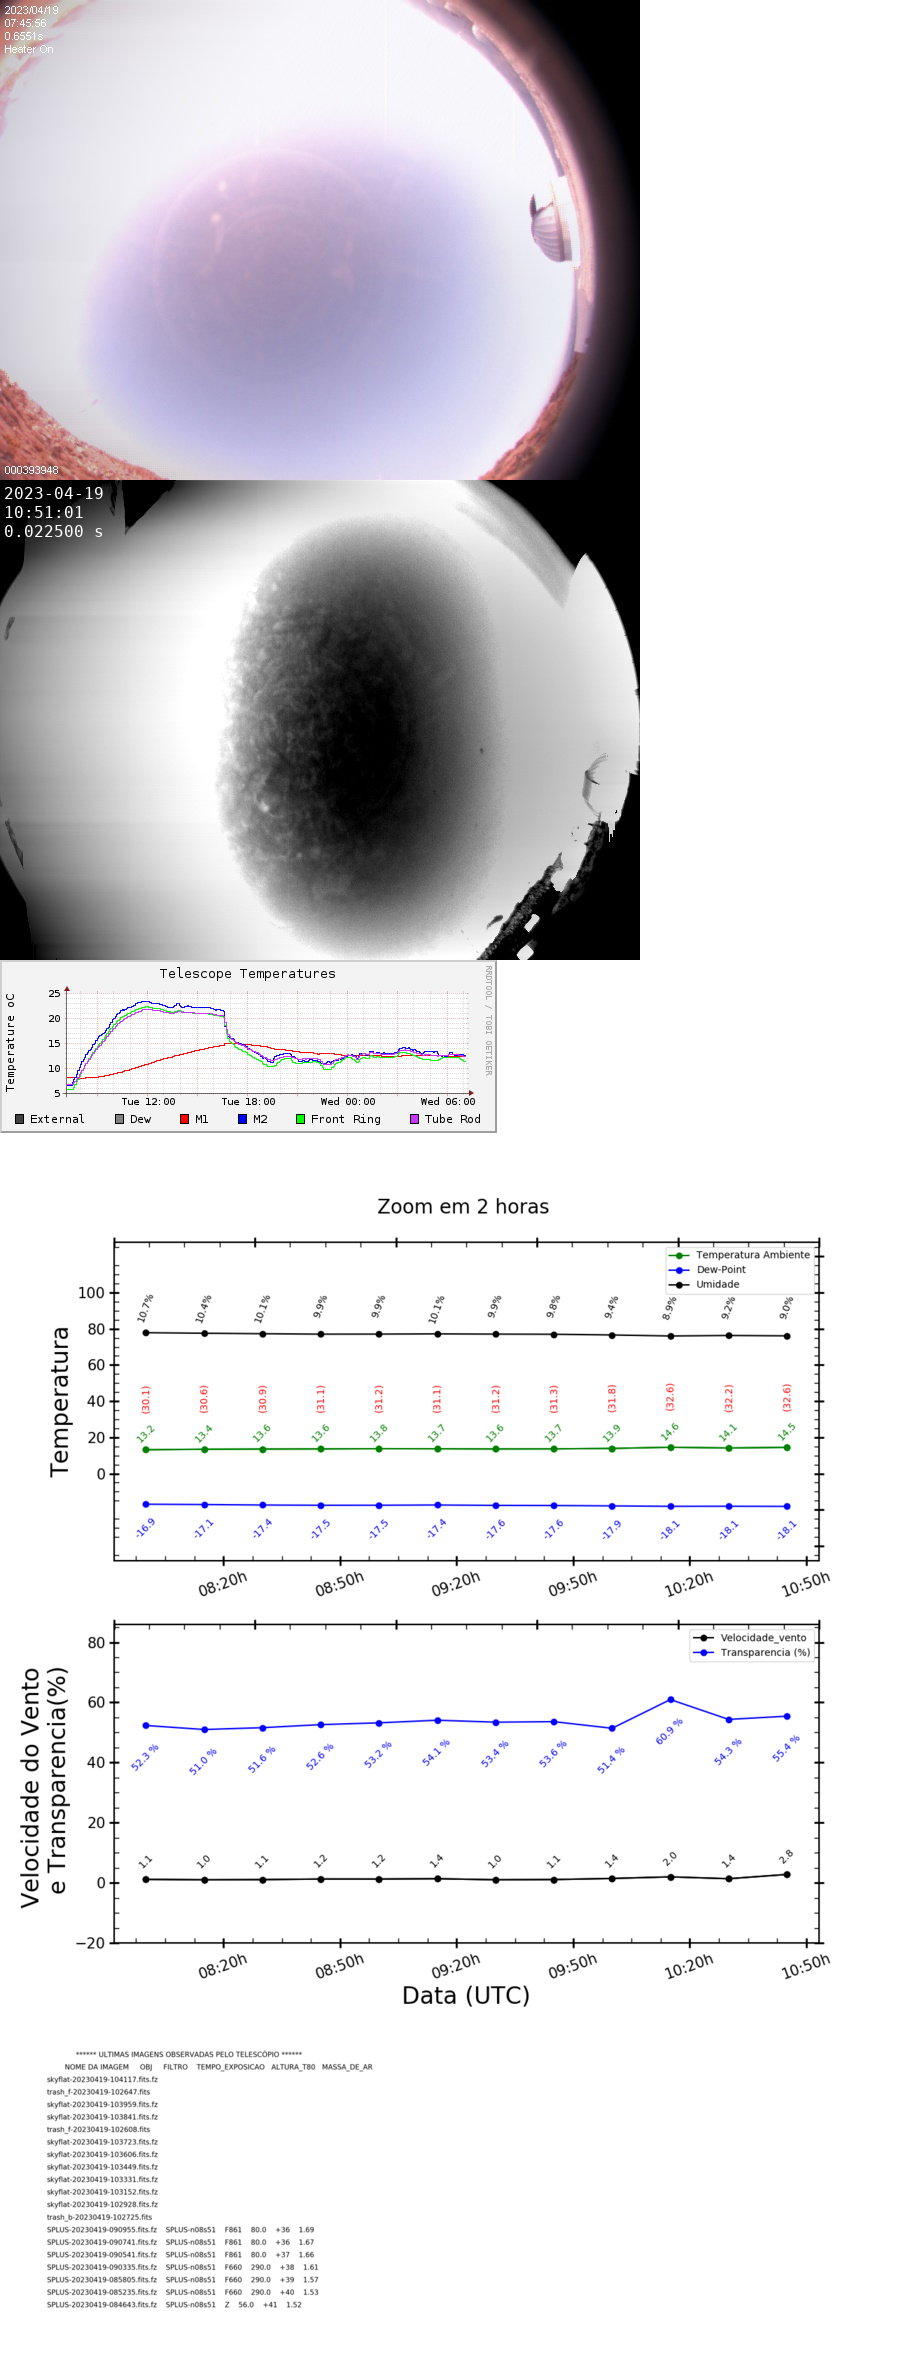 2023/04/19
07:45:56
0.6551s
Heater On
000393948
2023-04-19
10:51:01
0.022500 s
Telescope Temperatures
Temperature oC
25
20
15
10
5
Tue 12:00 Tue 18:00 Wed 00:00 Wed 06:00
External Dew M1 M2 Front Ring Tube Rod
RRDTOOL / TOBI OETIKER
Zoom em 2 horas
Temperatura Ambiente
Dew-Point
Umidade
Temperatura
100
80
60
40
20
0
10.7% 10.4% 10.1% 9.9% 9.9% 10.1% 9.9% 9.8% 9.4% 8.9% 9.2% 9.0%
(30.1) (30.6) (30.9) (31.1) (31.2) (31.1) (31.2) (31.3) (31.8) (32.6) (32.2) (32.6)
13.2 13.4 13.6 13.6 13.8 13.7 13.6 13.7 13.9 14.6 14.1 14.5
-16.9 -17.1 -17.4 -17.5 -17.5 -17.4 -17.6 -17.6 -17.9 -18.1 -18.1 -18.1
08:20h 08:50h 09:20h 09:50h 10:20h 10:50h
Velocidade_vento
Transparencia (%)
Velocidade do Vento
e Transparencia(%)
80
60
40
20
0
−20
52.3 % 51.0 % 51.6 % 52.6 % 53.2 % 54.1 % 53.4 % 53.6 % 51.4 % 60.9 % 54.3 % 55.4 %
1.1 1.0 1.1 1.2 1.2 1.4 1.0 1.1 1.4 2.0 1.4 2.8
08:20h 08:50h 09:20h 09:50h 10:20h 10:50h
Data (UTC)
****** ULTIMAS IMAGENS OBSERVADAS PELO TELESCÓPIO ******
NOME DA IMAGEM OBJ FILTRO TEMPO_EXPOSICAO ALTURA_T80 MASSA_DE_AR
skyflat-20230419-104117.fits.fz
trash_f-20230419-102647.fits
skyflat-20230419-103959.fits.fz
skyflat-20230419-103841.fits.fz
trash_f-20230419-102608.fits
skyflat-20230419-103723.fits.fz
skyflat-20230419-103606.fits.fz
skyflat-20230419-103449.fits.fz
skyflat-20230419-103331.fits.fz
skyflat-20230419-103152.fits.fz
skyflat-20230419-102928.fits.fz
trash_b-20230419-102725.fits
SPLUS-20230419-090955.fits.fz SPLUS-n08s51 F861 80.0 +36 1.69
SPLUS-20230419-090741.fits.fz SPLUS-n08s51 F861 80.0 +36 1.67
SPLUS-20230419-090541.fits.fz SPLUS-n08s51 F861 80.0 +37 1.66
SPLUS-20230419-090335.fits.fz SPLUS-n08s51 F660 290.0 +38 1.61
SPLUS-20230419-085805.fits.fz SPLUS-n08s51 F660 290.0 +39 1.57
SPLUS-20230419-085235.fits.fz SPLUS-n08s51 F660 290.0 +40 1.53
SPLUS-20230419-084643.fits.fz SPLUS-n08s51 Z 56.0 +41 1.52